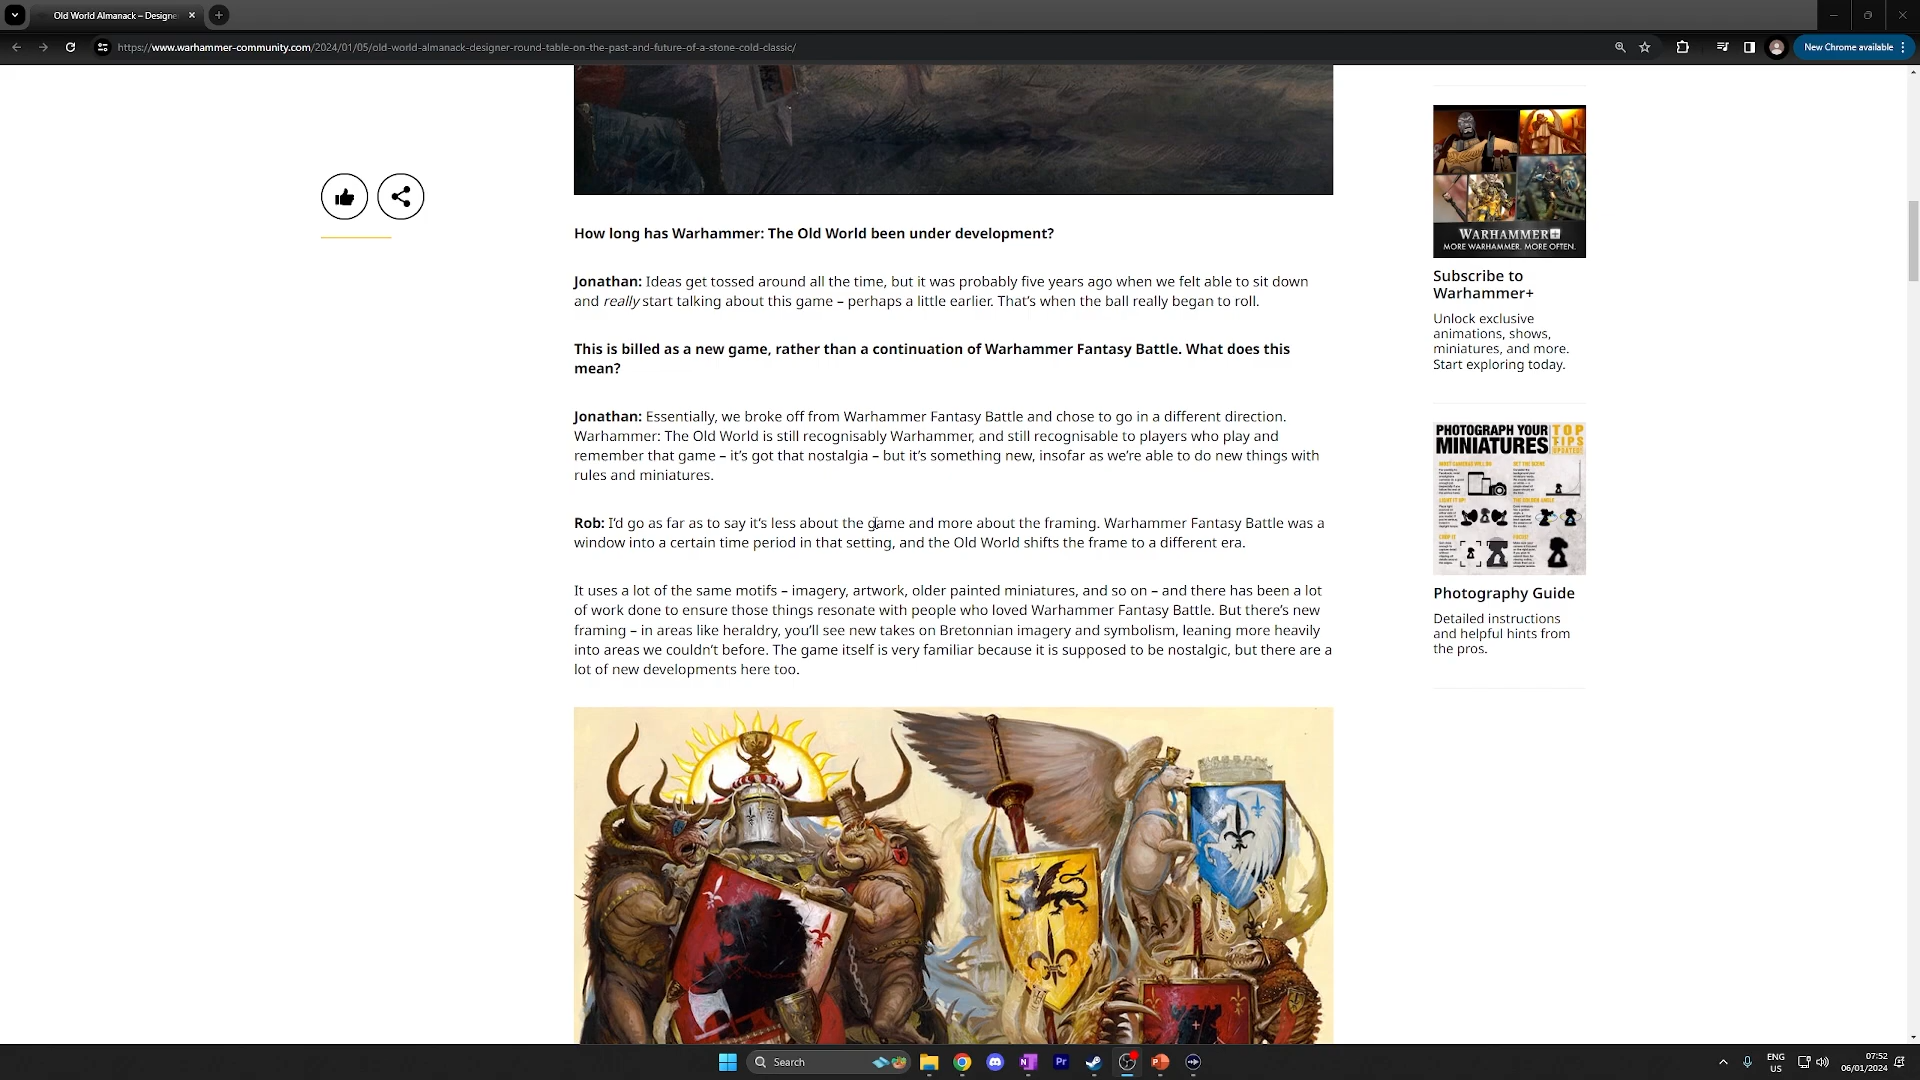 Old World Almanack – Designe
https://www.warhammer-community.com/2024/01/05/old-world-almanack-designer-round-table-on-the-past-and-future-of-a-stone-cold-classic/
New Chrome available
How long has Warhammer: The Old World been under development?
Jonathan: Ideas get tossed around all the time, but it was probably five years ago when we felt able to sit down
and really start talking about this game – perhaps a little earlier. That's when the ball really began to roll.
This is billed as a new game, rather than a continuation of Warhammer Fantasy Battle. What does this
mean?
Jonathan: Essentially, we broke off from Warhammer Fantasy Battle and chose to go in a different direction.
Warhammer: The Old World is still recognisably Warhammer, and still recognisable to players who play and
remember that game – it's got that nostalgia – but it's something new, insofar as we're able to do new things with
rules and miniatures.
Rob: I'd go as far as to say it's less about the game and more about the framing. Warhammer Fantasy Battle was a
window into a certain time period in that setting, and the Old World shifts the frame to a different era.
It uses a lot of the same motifs – imagery, artwork, older painted miniatures, and so on – and there has been a lot
of work done to ensure those things resonate with people who loved Warhammer Fantasy Battle. But there's new
framing – in areas like heraldry, you'll see new takes on Bretonnian imagery and symbolism, leaning more heavily
into areas we couldn't before. The game itself is very familiar because it is supposed to be nostalgic, but there are a
lot of new developments here too.
WARHAMMER+
MORE WARHAMMER. MORE OFTEN.
Subscribe to
Warhammer+
Unlock exclusive
animations, shows,
miniatures, and more.
Start exploring today.
PHOTOGRAPH YOUR
MINIATURES
TOP
TIPS
UPDATED!
Photography Guide
Detailed instructions
and helpful hints from
the pros.
Search
N
Pr
P
ENG
US
07:52
06/01/2024